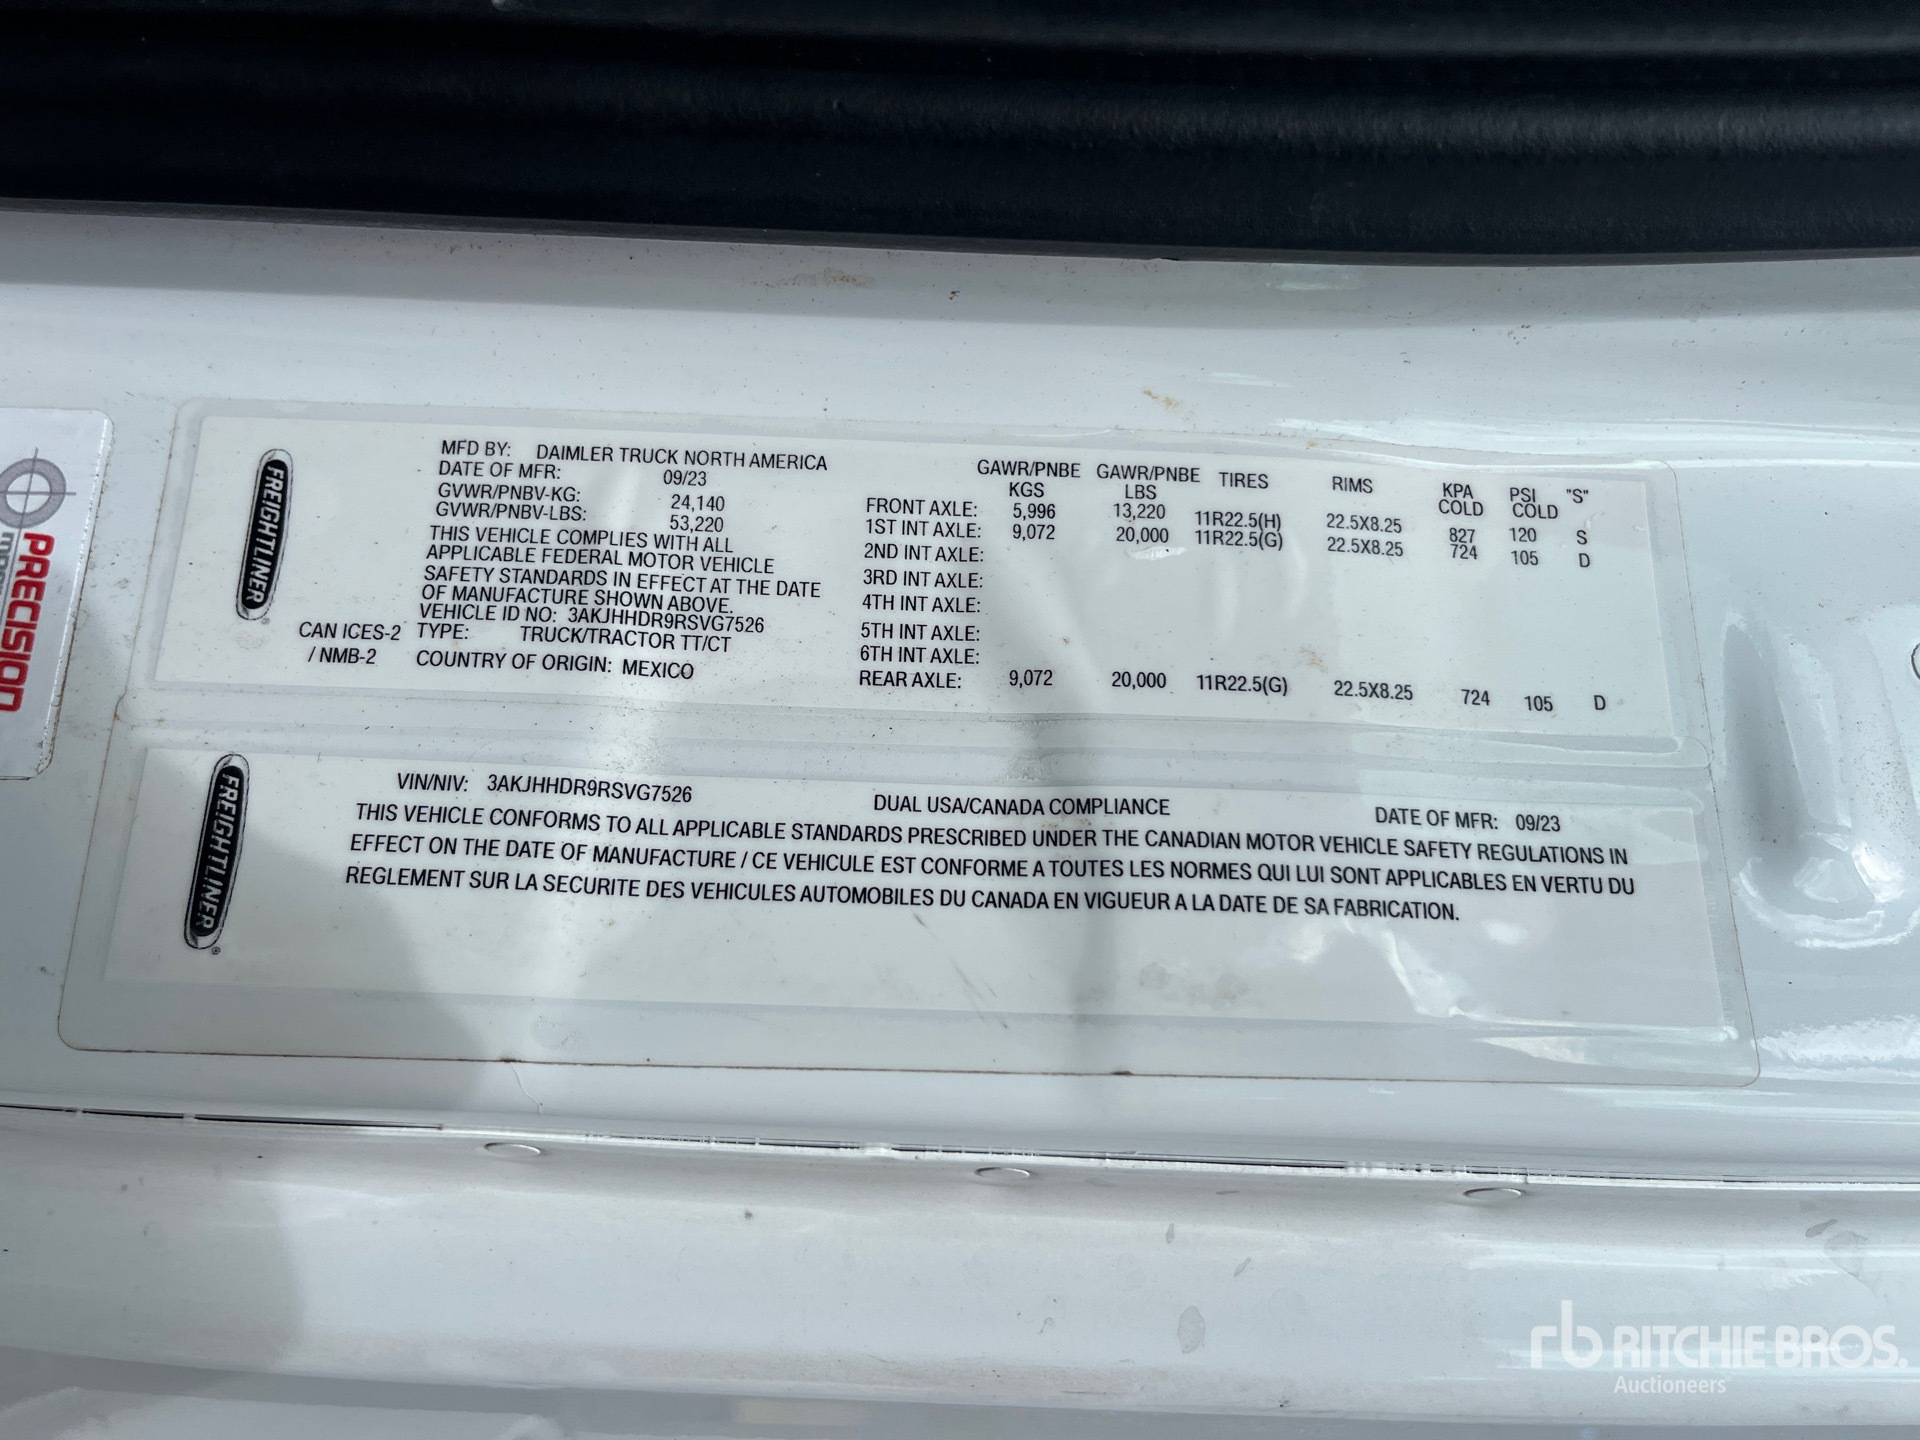 PRECISION
FREIGHTLINER
MFD BY: DAIMLER TRUCK NORTH AMERICA
DATE OF MFR: 09/23
GVWR/PNBV-KG: 24,140
GVWR/PNBV-LBS: 53,220
THIS VEHICLE COMPLIES WITH ALL
APPLICABLE FEDERAL MOTOR VEHICLE
SAFETY STANDARDS IN EFFECT AT THE DATE
OF MANUFACTURE SHOWN ABOVE.
VEHICLE ID NO: 3AKJHHDR9RSVG7526
CAN ICES-2 TYPE: TRUCK/TRACTOR TT/CT
/ NMB-2 COUNTRY OF ORIGIN: MEXICO
GAWR/PNBE GAWR/PNBE TIRES RIMS KPA PSI "S"
KGS LBS COLD COLD
FRONT AXLE: 5,996 13,220 11R22.5(H) 22.5X8.25 827 120 S
1ST INT AXLE: 9,072 20,000 11R22.5(G) 22.5X8.25 724 105 D
2ND INT AXLE:
3RD INT AXLE:
4TH INT AXLE:
5TH INT AXLE:
6TH INT AXLE:
REAR AXLE: 9,072 20,000 11R22.5(G) 22.5X8.25 724 105 D
FREIGHTLINER
VIN/NIV: 3AKJHHDR9RSVG7526 DUAL USA/CANADA COMPLIANCE DATE OF MFR: 09/23
THIS VEHICLE CONFORMS TO ALL APPLICABLE STANDARDS PRESCRIBED UNDER THE CANADIAN MOTOR VEHICLE SAFETY REGULATIONS IN
EFFECT ON THE DATE OF MANUFACTURE / CE VEHICULE EST CONFORME A TOUTES LES NORMES QUI LUI SONT APPLICABLES EN VERTU DU
REGLEMENT SUR LA SECURITE DES VEHICULES AUTOMOBILES DU CANADA EN VIGUEUR A LA DATE DE SA FABRICATION.
rb RITCHIE BROS.
Auctioneers